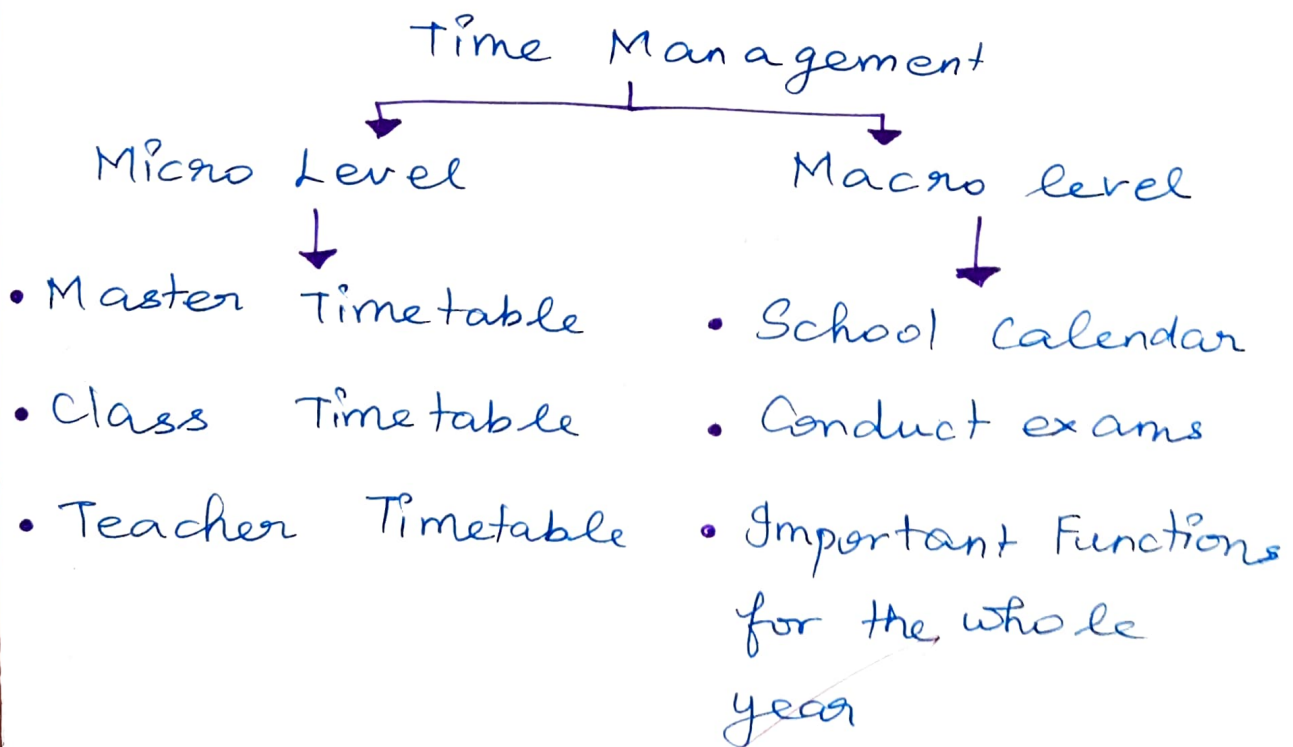 Time Management
Micro Level
Macro level
• Master Timetable
• Class Timetable
• Teacher Timetable
• School Calendar
• Conduct exams
• Important Functions
for the whole
year